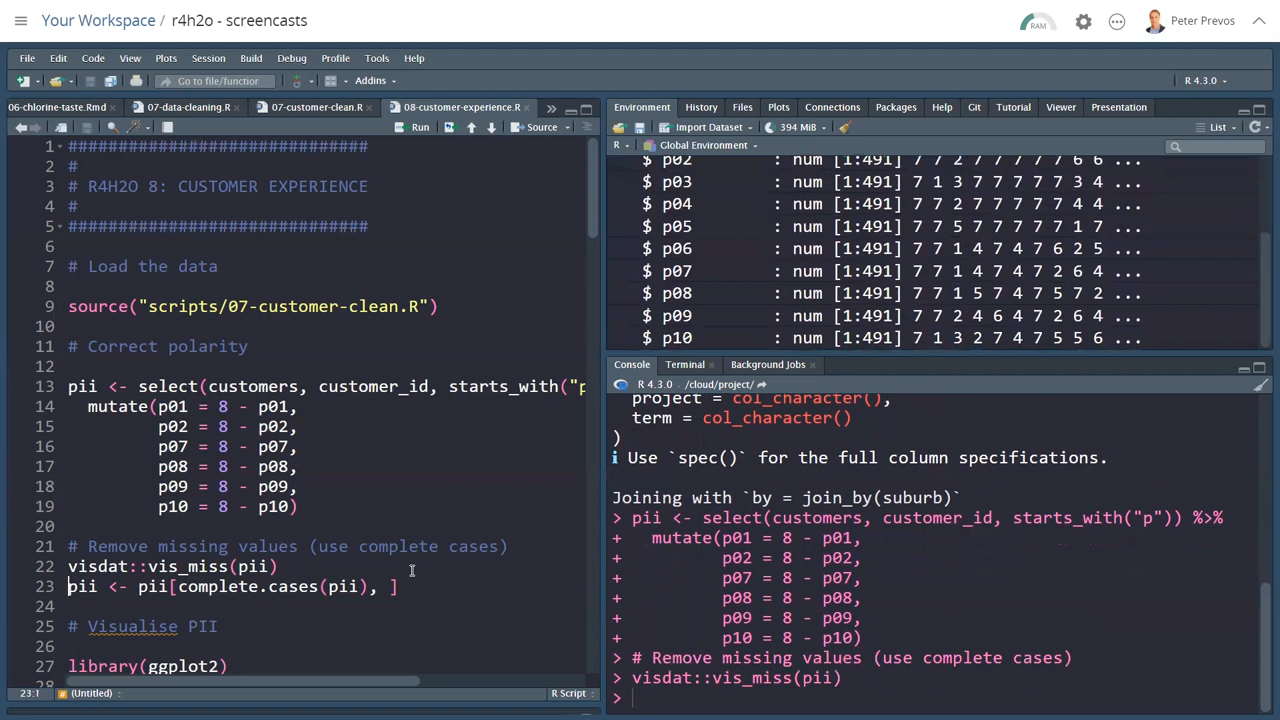 Your Workspace / r4h2o - screencasts
RAM
Peter Prevos
File Edit Code View Plots Session Build Debug Profile Tools Help
Go to file/function
Addins
R 4.3.0
06-chlorine-taste.Rmd
07-data-cleaning.R
07-customer-clean.R
08-customer-experience.R
Run
Source
1 ##############################
2 #
3 # R4H2O 8: CUSTOMER EXPERIENCE
4 #
5 ##############################
6
7 # Load the data
8
9 source("scripts/07-customer-clean.R")
10
11 # Correct polarity
12
13 pii <- select(customers, customer_id, starts_with("p
14 mutate(p01 = 8 - p01,
15 p02 = 8 - p02,
16 p07 = 8 - p07,
17 p08 = 8 - p08,
18 p09 = 8 - p09,
19 p10 = 8 - p10)
20
21 # Remove missing values (use complete cases)
22 visdat::vis_miss(pii)
23 pii <- pii[complete.cases(pii), ]
24
25 # Visualise PII
26
27 library(ggplot2)
28
23:1
(Untitled)
R Script
Environment History Files Plots Connections Packages Help Git Tutorial Viewer Presentation
Import Dataset
394 MiB
List
R
Global Environment
$ p02 : num [1:491] 7 7 2 7 7 7 7 7 6 6 ...
$ p03 : num [1:491] 7 1 3 7 7 7 7 7 3 4 ...
$ p04 : num [1:491] 7 7 2 7 7 7 7 7 4 4 ...
$ p05 : num [1:491] 7 7 5 7 7 7 7 7 1 7 ...
$ p06 : num [1:491] 7 7 1 4 7 4 7 6 2 5 ...
$ p07 : num [1:491] 7 7 1 4 7 4 7 2 6 4 ...
$ p08 : num [1:491] 7 7 1 5 7 4 7 5 7 2 ...
$ p09 : num [1:491] 7 7 2 4 6 4 7 2 6 4 ...
$ p10 : num [1:491] 7 1 3 2 7 4 7 5 5 6 ...
Console
Terminal
Background Jobs
R 4.3.0 · /cloud/project/
project = col_character(),
term = col_character()
)
ℹ Use `spec()` for the full column specifications.
Joining with `by = join_by(suburb)`
> pii <- select(customers, customer_id, starts_with("p")) %>%
+ mutate(p01 = 8 - p01,
+ p02 = 8 - p02,
+ p07 = 8 - p07,
+ p08 = 8 - p08,
+ p09 = 8 - p09,
+ p10 = 8 - p10)
> # Remove missing values (use complete cases)
> visdat::vis_miss(pii)
>